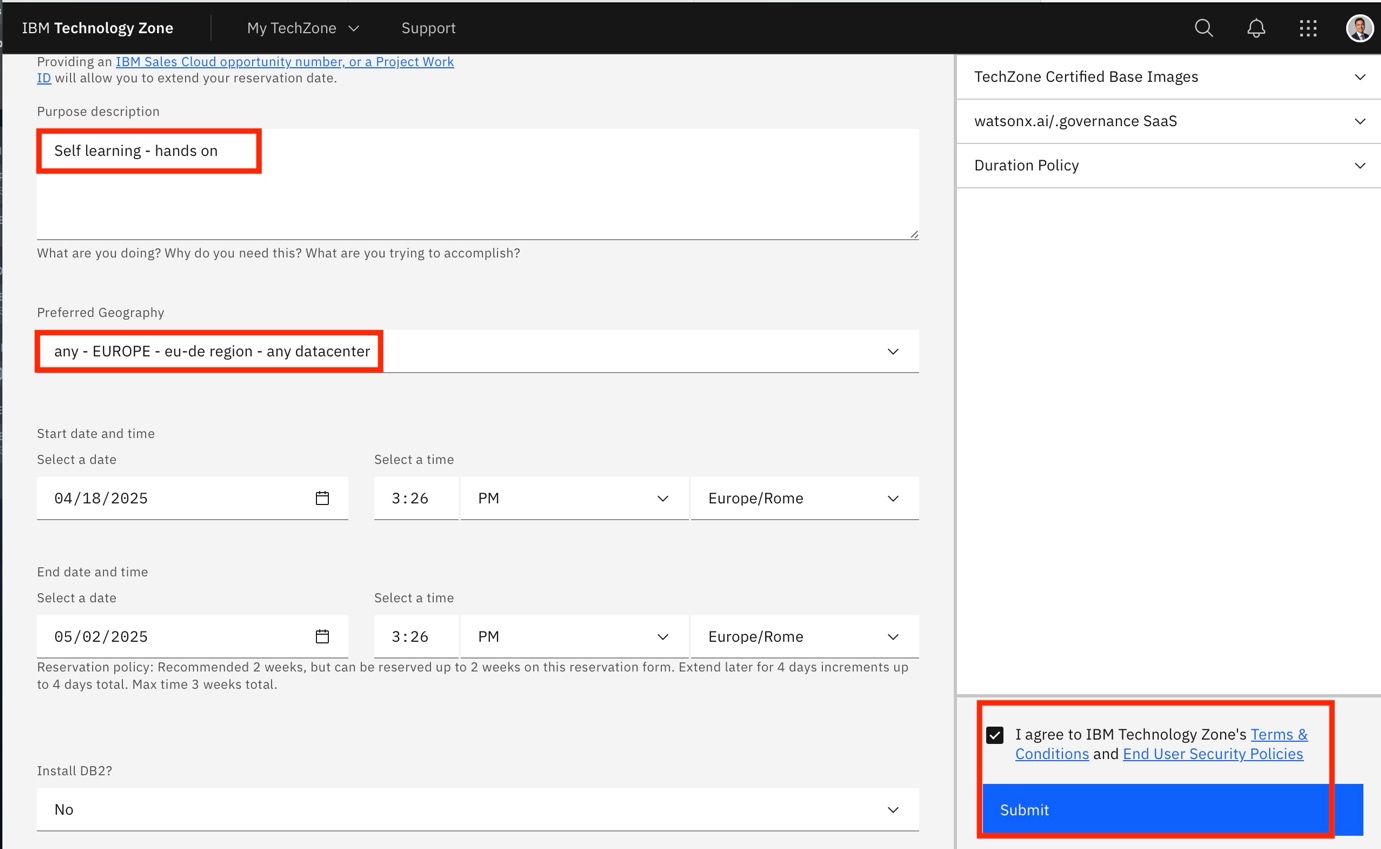 IBM Technology Zone
My TechZone
Support
Providing an IBM Sales Cloud opportunity number, or a Project Work
ID will allow you to extend your reservation date.
Purpose description
Self learning - hands on
What are you doing? Why do you need this? What are you trying to accomplish?
Preferred Geography
any - EUROPE - eu-de region - any datacenter
Start date and time
Select a date
Select a time
04/18/2025
3:26
PM
Europe/Rome
End date and time
Select a date
Select a time
05/02/2025
3:26
PM
Europe/Rome
Reservation policy: Recommended 2 weeks, but can be reserved up to 2 weeks on this reservation form. Extend later for 4 days increments up
to 4 days total. Max time 3 weeks total.
Install DB2?
No
TechZone Certified Base Images
watsonx.ai/.governance SaaS
Duration Policy
I agree to IBM Technology Zone's Terms &
Conditions and End User Security Policies
Submit